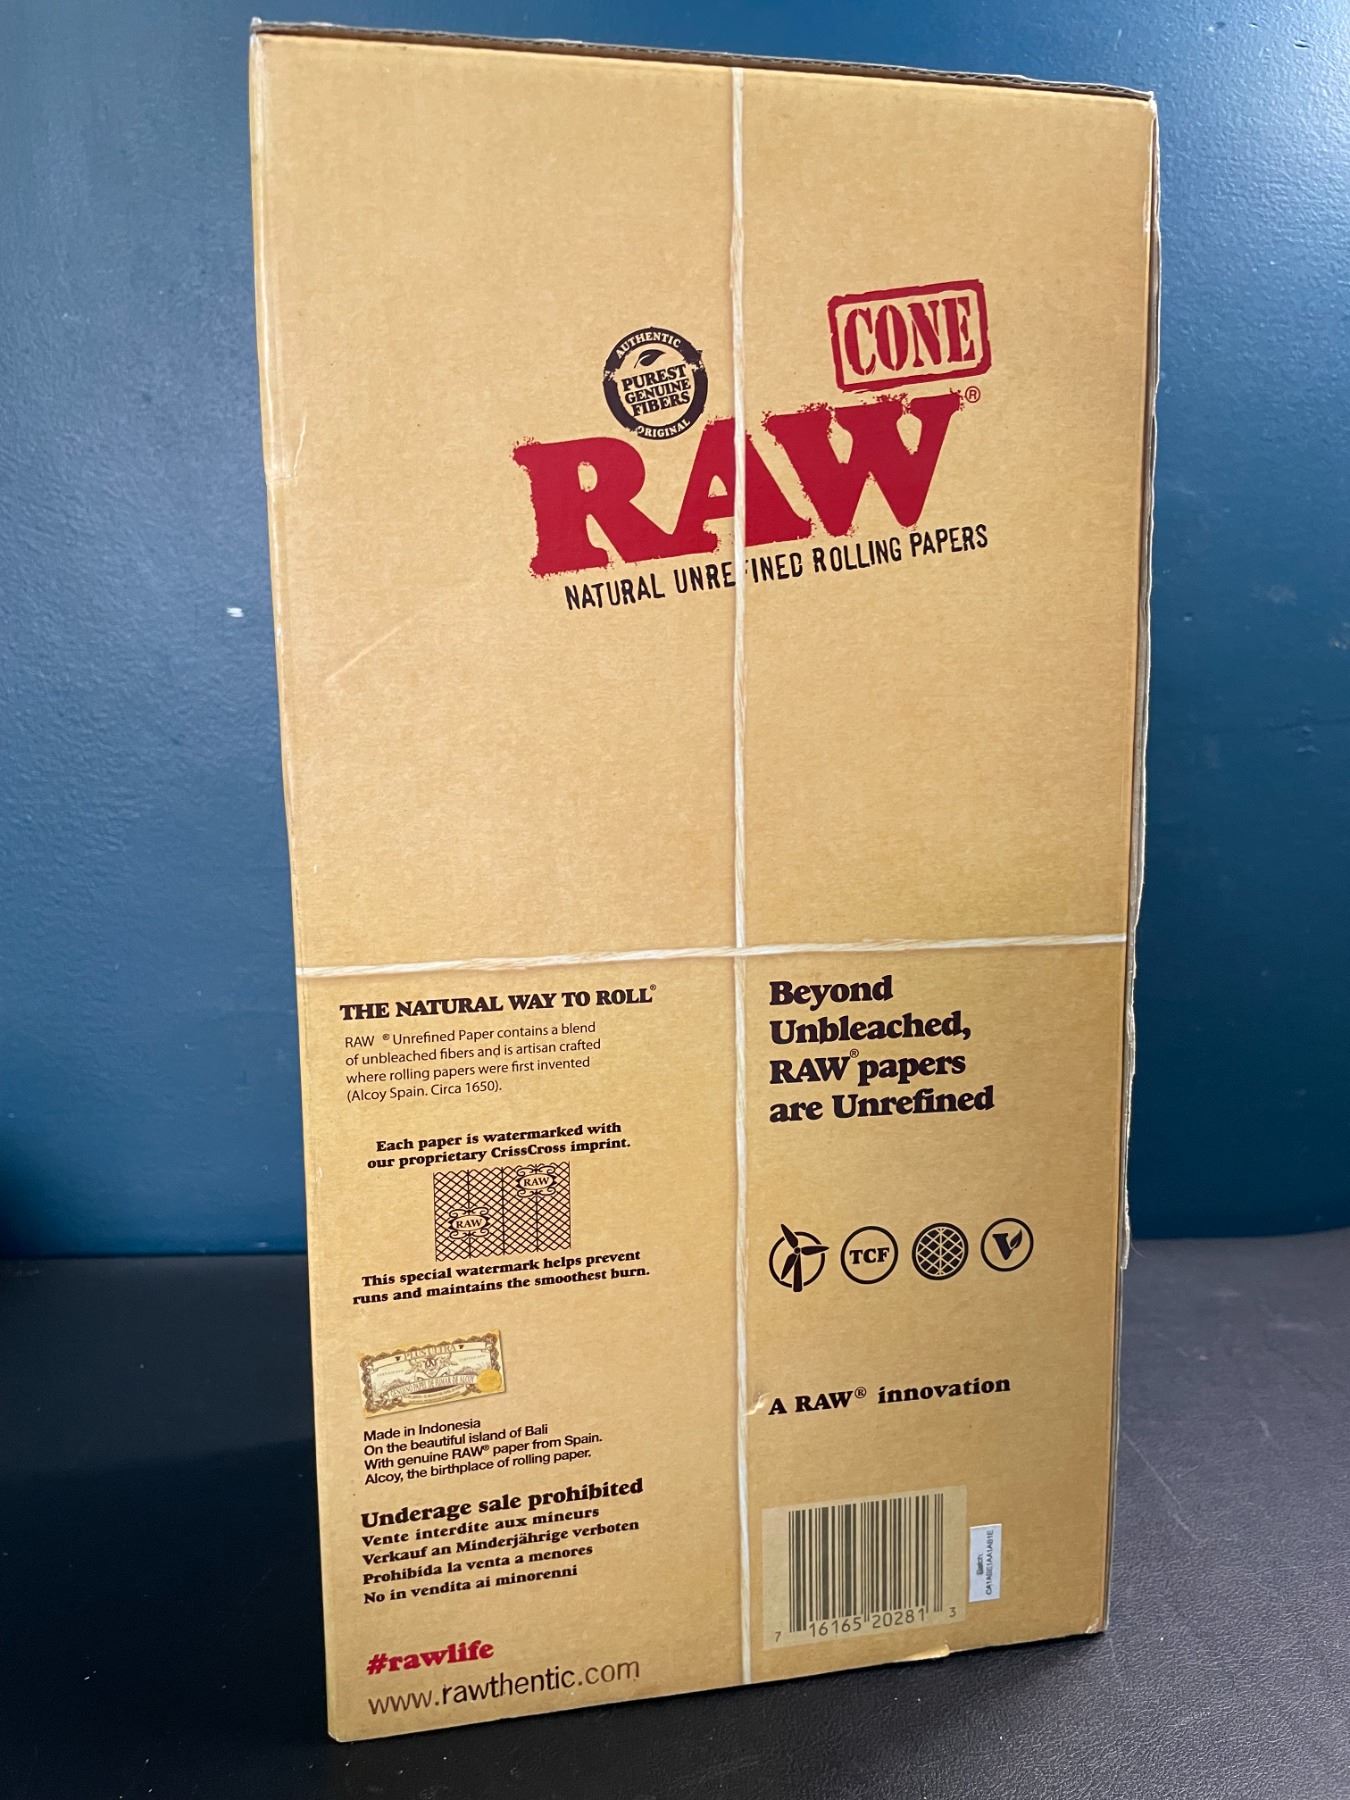 CONE
AUTHENTIC
PUREST
GENUINE
FIBERS
ORIGINAL
RAW®
NATURAL UNREFINED ROLLING PAPERS
THE NATURAL WAY TO ROLL®
RAW ® Unrefined Paper contains a blend
of unbleached fibers and is artisan crafted
where rolling papers were first invented
(Alcoy Spain. Circa 1650).
Each paper is watermarked with
our proprietary CrissCross imprint.
RAW
RAW
This special watermark helps prevent
runs and maintains the smoothest burn.
PLUS ULTRA
Made in Indonesia
On the beautiful island of Bali
With genuine RAW® paper from Spain.
Alcoy, the birthplace of rolling paper.
Underage sale prohibited
Vente interdite aux mineurs
Verkauf an Minderjährige verboten
Prohibida la venta a menores
No in vendita ai minorenni
#rawlife
www.rawthentic.com
Beyond
Unbleached,
RAW® papers
are Unrefined
TCF
V
A RAW® innovation
7 16165 20281 3
Batch: